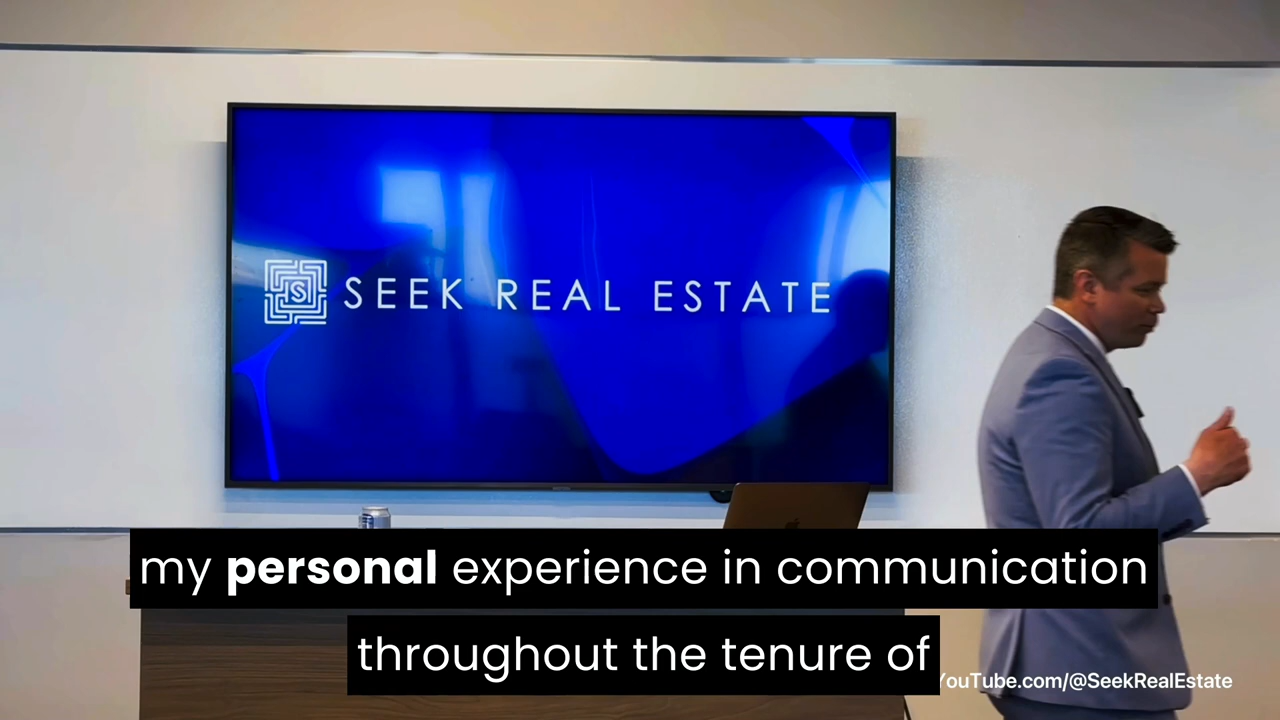 S
SEEK REAL ESTATE
my personal experience in communication
throughout the tenure of
YouTube.com/@SeekRealEstate